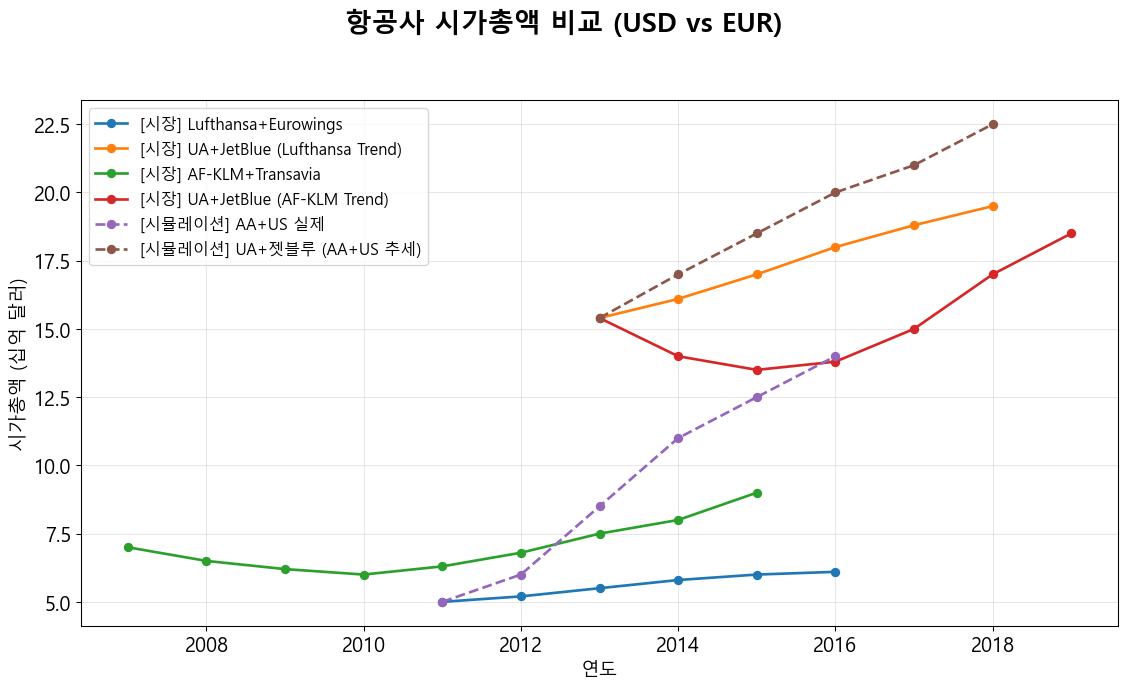 항공사 시가총액 비교 (USD vs EUR)
[시장] Lufthansa+Eurowings
[시장] UA+JetBlue (Lufthansa Trend)
[시장] AF-KLM+Transavia
[시장] UA+JetBlue (AF-KLM Trend)
[시뮬레이션] AA+US 실제
[시뮬레이션] UA+젯블루 (AA+US 추세)
시가총액 (십억 달러)
22.5
20.0
17.5
15.0
12.5
10.0
7.5
5.0
2008 2010 2012 2014 2016 2018
연도